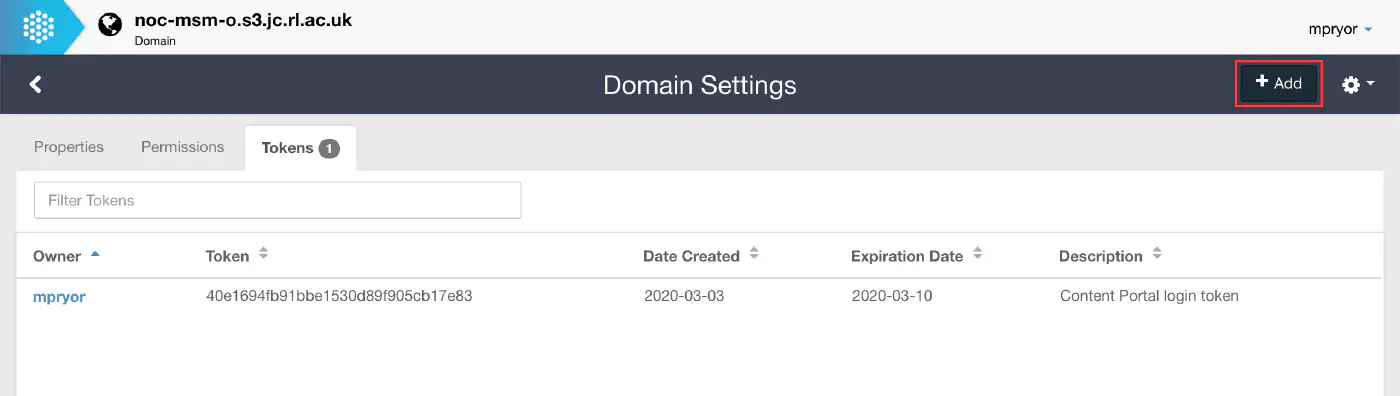 noc-msm-o.s3.jc.rl.ac.uk
Domain
mpryor
Domain Settings
+ Add
Properties Permissions Tokens 1
Filter Tokens
Owner Token Date Created Expiration Date Description
mpryor 40e1694fb91bbe1530d89f905cb17e83 2020-03-03 2020-03-10 Content Portal login token